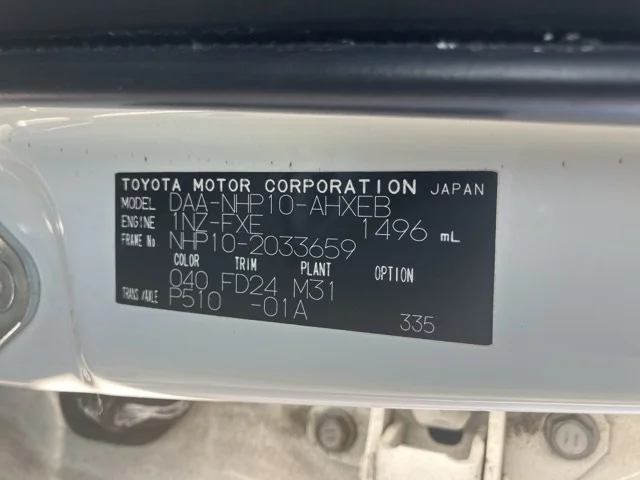 TOYOTA MOTOR CORPORATION JAPAN
MODEL DAA-NHP10-AHXEB
ENGINE 1NZ-FXE 1496 mL
FRAME No NHP10-2033659
COLOR TRIM PLANT OPTION
040 FD24 M31
TRANS/AXLE P510 -01A
335